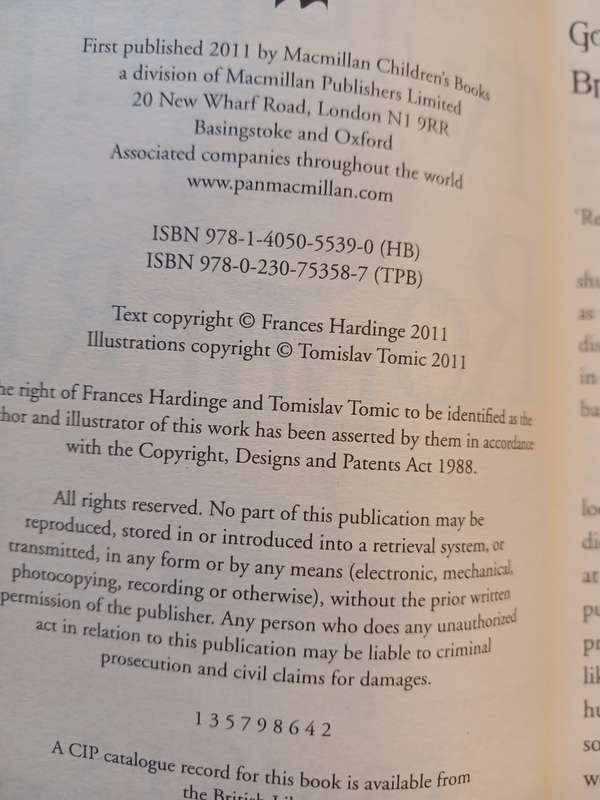 First published 2011 by Macmillan Children's Books
a division of Macmillan Publishers Limited
20 New Wharf Road, London N1 9RR
Basingstoke and Oxford
Associated companies throughout the world
www.panmacmillan.com
ISBN 978-1-4050-5539-0 (HB)
ISBN 978-0-230-75358-7 (TPB)
Text copyright © Frances Hardinge 2011
Illustrations copyright © Tomislav Tomic 2011
right of Frances Hardinge and Tomislav Tomic to be identified as the
and illustrator of this work has been asserted by them in accordance
with the Copyright, Designs and Patents Act 1988.
All rights reserved. No part of this publication may be
reproduced, stored in or introduced into a retrieval system, or
transmitted, in any form or by any means (electronic, mechanical,
photocopying, recording or otherwise), without the prior written
permission of the publisher. Any person who does any unauthorized
act in relation to this publication may be liable to criminal
prosecution and civil claims for damages.
1 3 5 7 9 8 6 4 2
A CIP catalogue record for this book is available from
the British